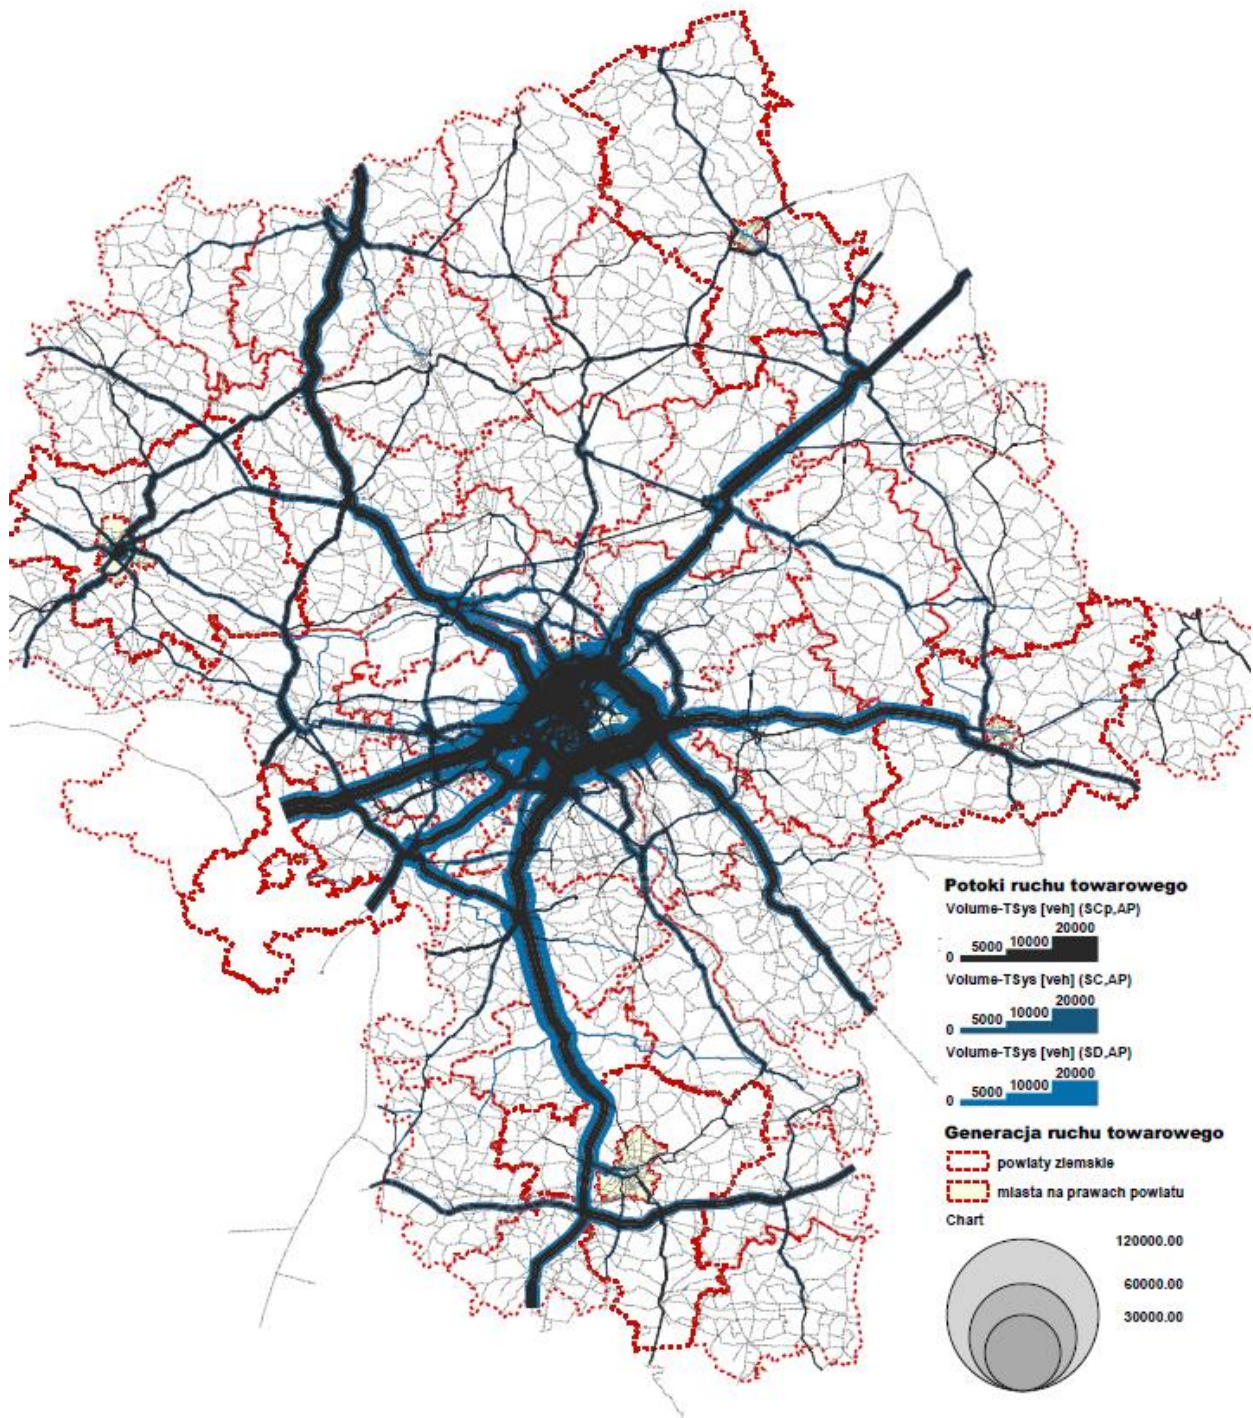 Potoki ruchu towarowego
Volume-TSys [veh] (SCp,AP)
0 5000 10000 20000
Volume-TSys [veh] (SC,AP)
0 5000 10000 20000
Volume-TSys [veh] (SD,AP)
0 5000 10000 20000
Generacja ruchu towarowego
powiaty ziemskie
miasta na prawach powiatu
Chart
120000.00
60000.00
30000.00